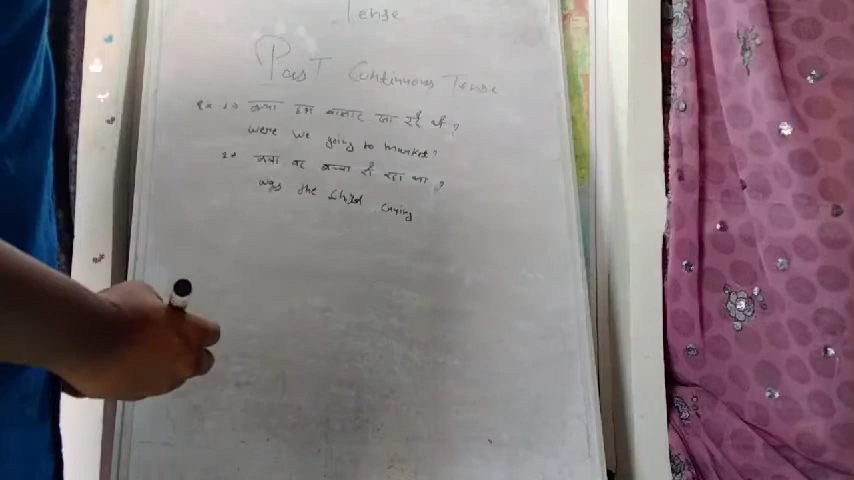 Tense
Past Continuous Tense
Ex 1→ क्या हम बाजार जा रहे थे ?
were we going to market?
2→ क्या वह बच्चा रो रहा था ?
was the child crying